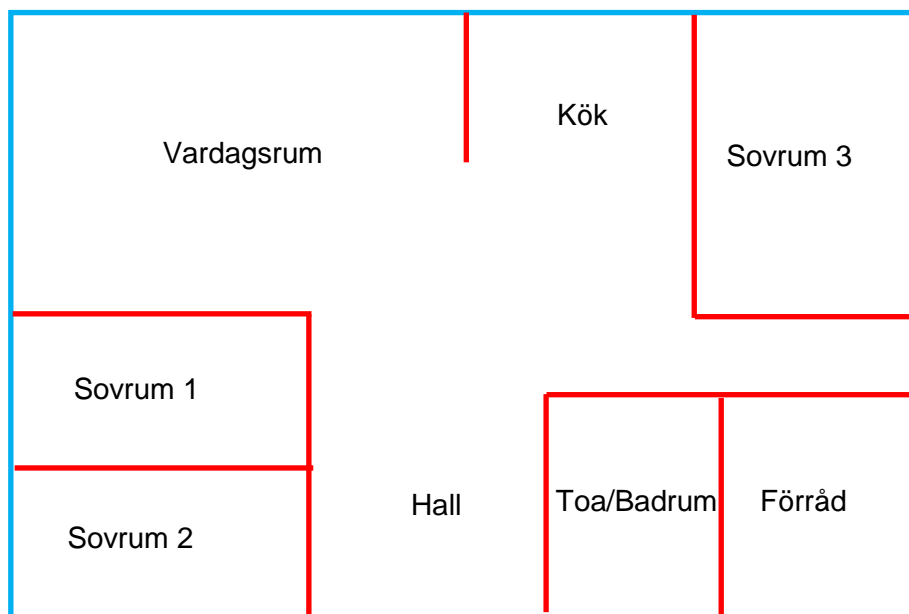 Kök
Vardagsrum
Sovrum 3
Sovrum 1
Hall
Toa/Badrum
Förråd
Sovrum 2